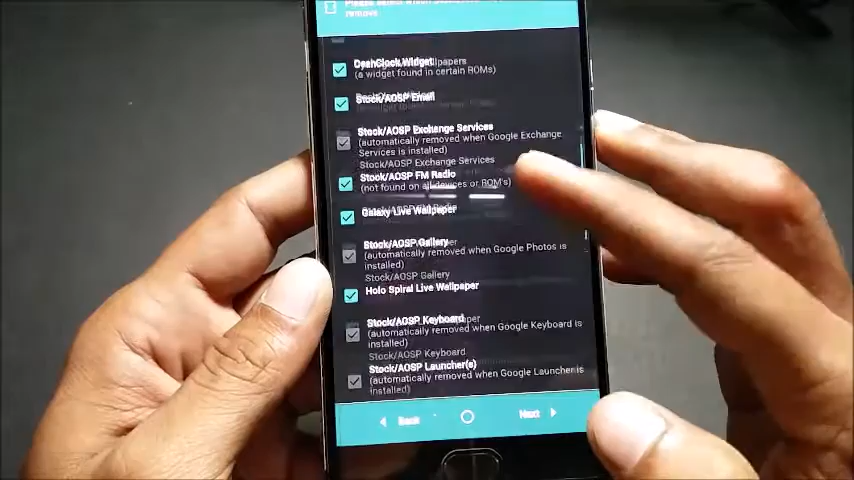 remove.
DashClock Widget
(a widget found in certain ROMs)
Stock/AOSP Email
Stock/AOSP Exchange Services
(automatically removed when Google Exchange
Services is installed)
Stock/AOSP Exchange Services
Stock/AOSP FM Radio
(not found on all devices or ROM's)
Galaxy Live Wallpaper
Stock/AOSP Gallery
(automatically removed when Google Photos is
installed)
Stock/AOSP Gallery
Holo Spiral Live Wallpaper
Stock/AOSP Keyboard
(automatically removed when Google Keyboard is
installed)
Stock/AOSP Keyboard
Stock/AOSP Launcher(s)
(automatically removed when Google Launcher is
installed)
Back
Next